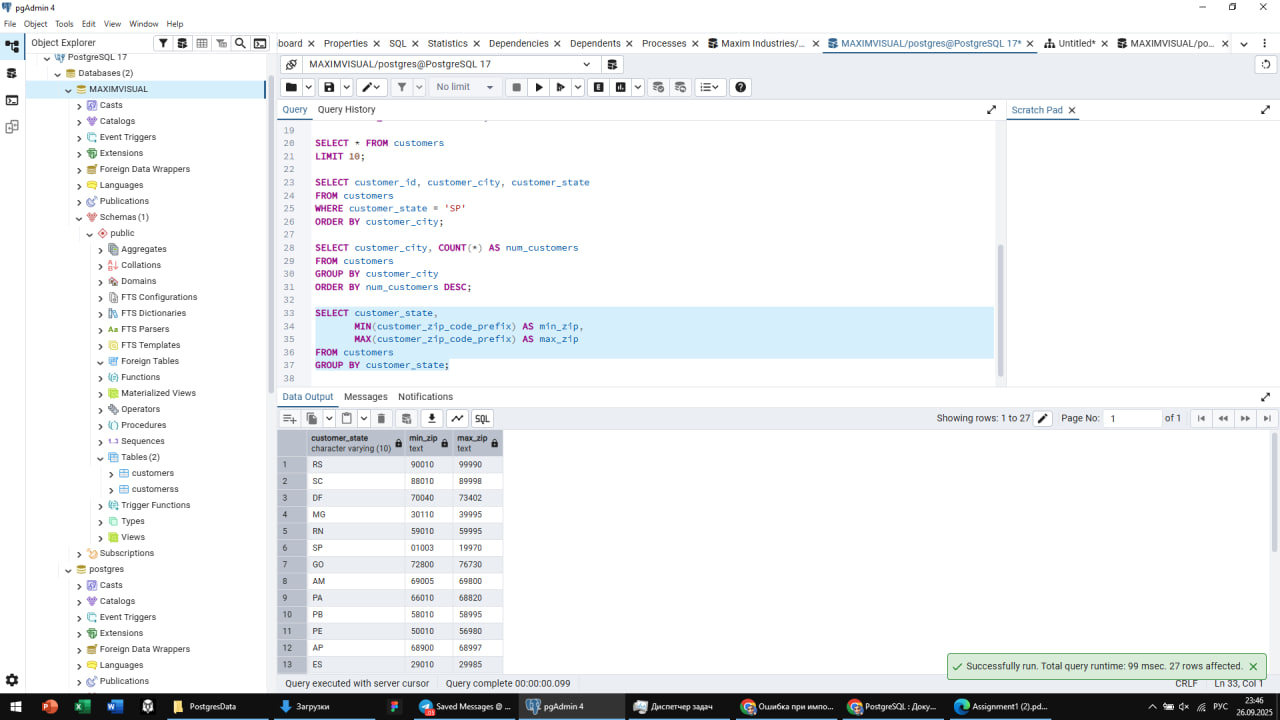 pgAdmin 4
File Object Tools Edit View Window Help
Object Explorer
board Properties SQL Statistics Dependencies Dependents Processes Maxim Industries/... MAXIMVISUAL/postgres@PostgreSQL 17* Untitled* MAXIMVISUAL/po...
PostgreSQL 17
Databases (2)
MAXIMVISUAL
Casts
Catalogs
Event Triggers
Extensions
Foreign Data Wrappers
Languages
Publications
Schemas (1)
public
Aggregates
Collations
Domains
FTS Configurations
FTS Dictionaries
FTS Parsers
FTS Templates
Foreign Tables
Functions
Materialized Views
Operators
Procedures
Sequences
Tables (2)
customers
customerss
Trigger Functions
Types
Views
Subscriptions
postgres
Casts
Catalogs
Event Triggers
Extensions
Foreign Data Wrappers
Languages
Publications
MAXIMVISUAL/postgres@PostgreSQL 17
No limit
Query Query History
Scratch Pad
19
20 SELECT * FROM customers
21 LIMIT 10;
22
23 SELECT customer_id, customer_city, customer_state
24 FROM customers
25 WHERE customer_state = 'SP'
26 ORDER BY customer_city;
27
28 SELECT customer_city, COUNT(*) AS num_customers
29 FROM customers
30 GROUP BY customer_city
31 ORDER BY num_customers DESC;
32
33 SELECT customer_state,
34 MIN(customer_zip_code_prefix) AS min_zip,
35 MAX(customer_zip_code_prefix) AS max_zip
36 FROM customers
37 GROUP BY customer_state;
38
Data Output Messages Notifications
SQL Showing rows: 1 to 27 Page No: 1 of 1
customer_state min_zip max_zip
character varying (10) text text
1 RS 90010 99990
2 SC 88010 89998
3 DF 70040 73402
4 MG 30110 39995
5 RN 59010 59995
6 SP 01003 19970
7 GO 72800 76730
8 AM 69005 69800
9 PA 66010 68820
10 PB 58010 58995
11 PE 50010 56980
12 AP 68900 68997
13 ES 29010 29985
Successfully run. Total query runtime: 99 msec. 27 rows affected.
Query executed with server cursor Query complete 00:00:00.099 CRLF Ln 33, Col 1
PostgresData Загрузки Saved Messages @ ... pgAdmin 4 Диспетчер задач Ошибка при импо... PostgreSQL : Доку... Assignment1 (2).pd... РУС
23:46
26.09.2025